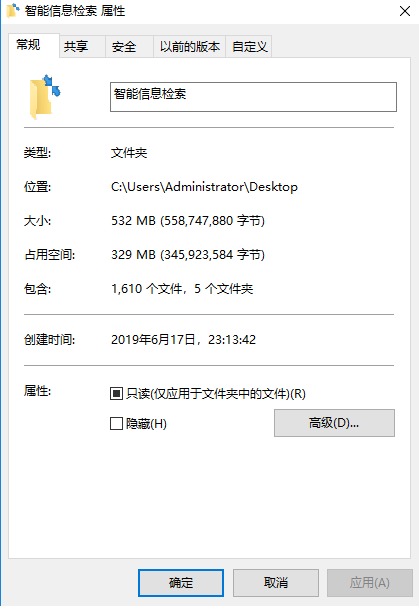 智能信息检索 属性
常规 共享 安全 以前的版本 自定义
智能信息检索
类型: 文件夹
位置: C:\Users\Administrator\Desktop
大小: 532 MB (558,747,880 字节)
占用空间: 329 MB (345,923,584 字节)
包含: 1,610 个文件，5 个文件夹
创建时间: 2019年6月17日，23:13:42
属性: 只读(仅应用于文件夹中的文件)(R)
隐藏(H) 高级(D)...
确定 取消 应用(A)